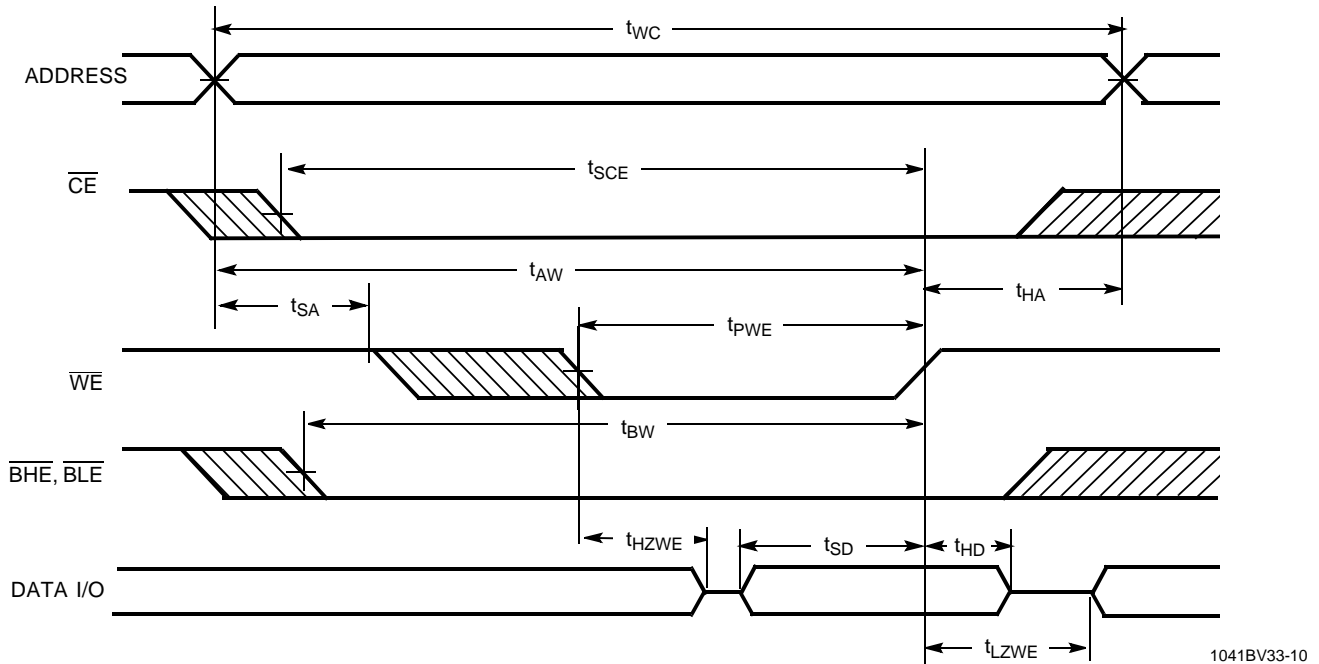 tWC
ADDRESS
tSCE
CE
tAW
tSA
tHA
tPWE
WE
tBW
BHE, BLE
tHZWE
tSD
tHD
DATA I/O
tLZWE
1041BV33-10